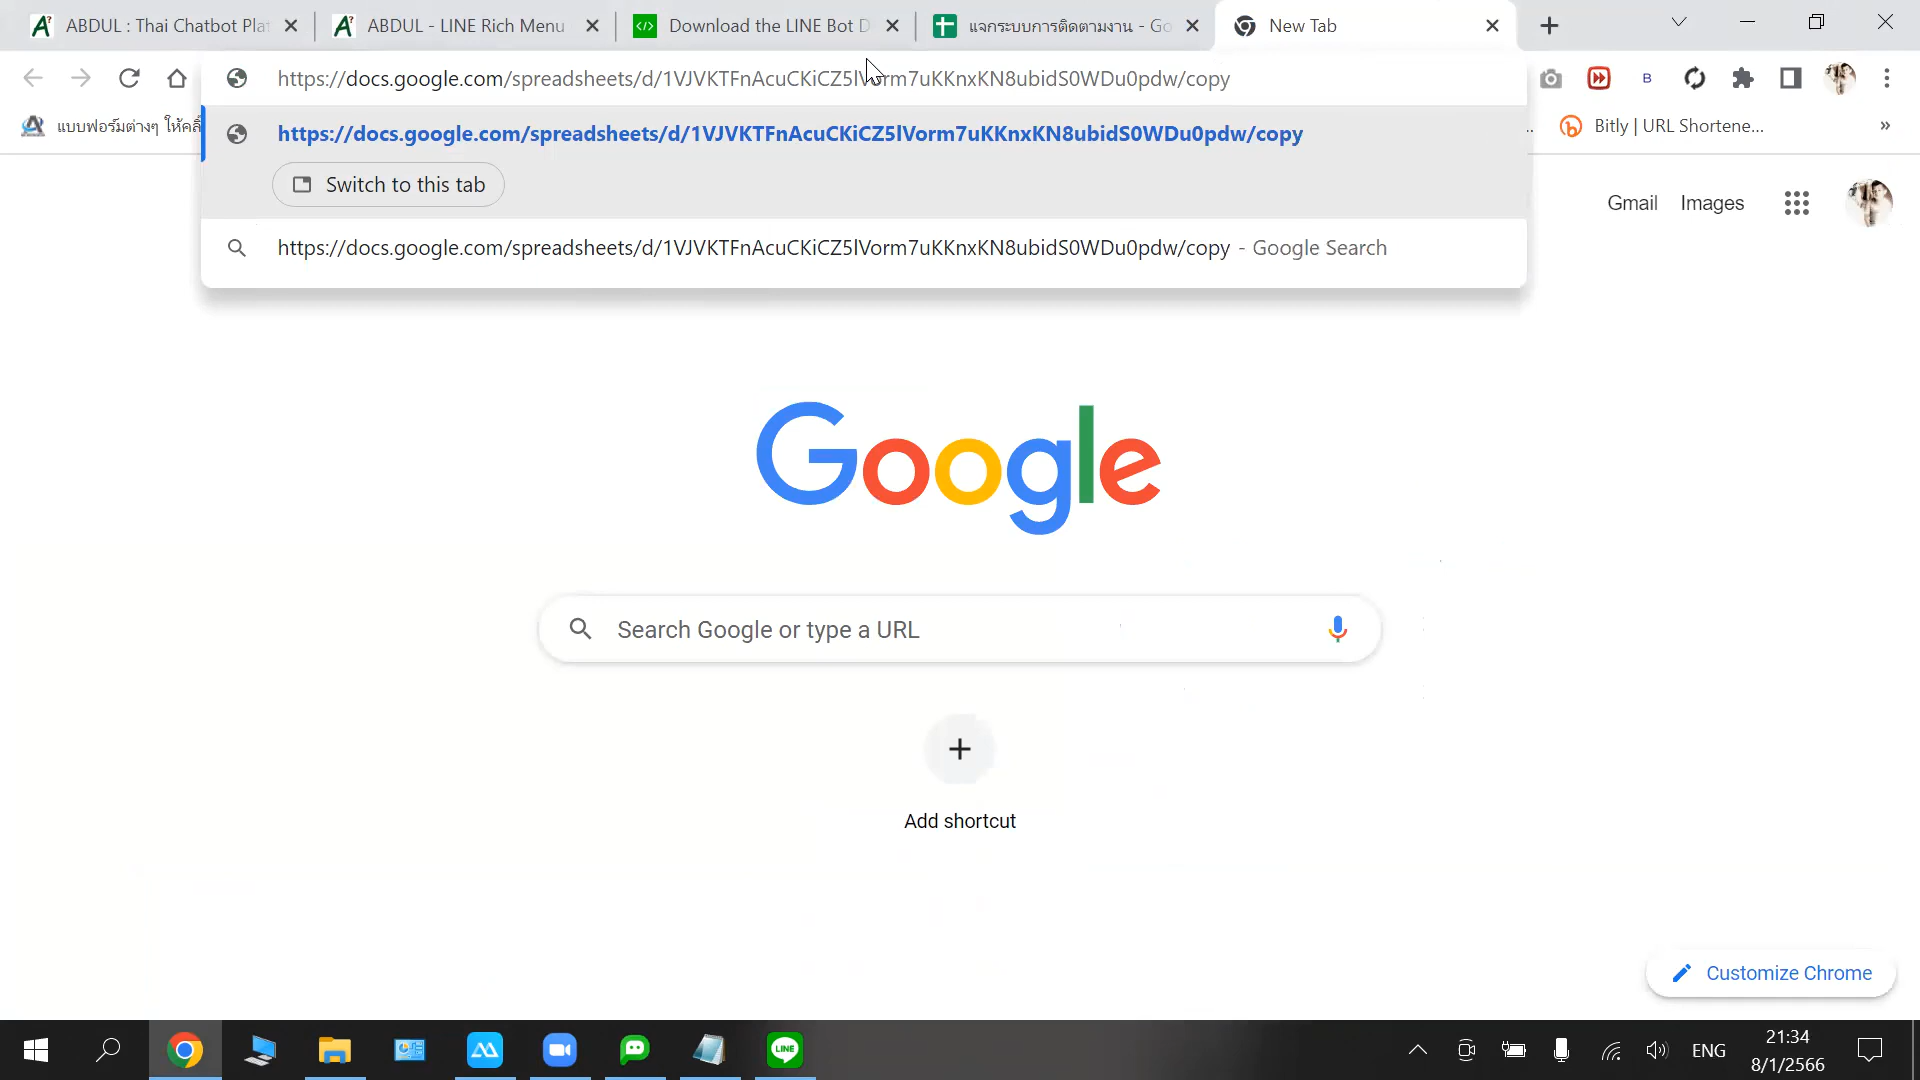 ABDUL : Thai Chatbot Plat
ABDUL - LINE Rich Menu
Download the LINE Bot D
แจกระบบการติดตามงาน - Go
New Tab
https://docs.google.com/spreadsheets/d/1VJVKTFnAcuCKiCZ5lVorm7uKKnxKN8ubidS0WDu0pdw/copy
B
แบบฟอร์มต่างๆ ให้คลิ
https://docs.google.com/spreadsheets/d/1VJVKTFnAcuCKiCZ5lVorm7uKKnxKN8ubidS0WDu0pdw/copy
Bitly | URL Shortene...
»
Switch to this tab
Gmail
Images
https://docs.google.com/spreadsheets/d/1VJVKTFnAcuCKiCZ5lVorm7uKKnxKN8ubidS0WDu0pdw/copy - Google Search
Google
Search Google or type a URL
Add shortcut
Customize Chrome
LINE
ENG
21:34
8/1/2566